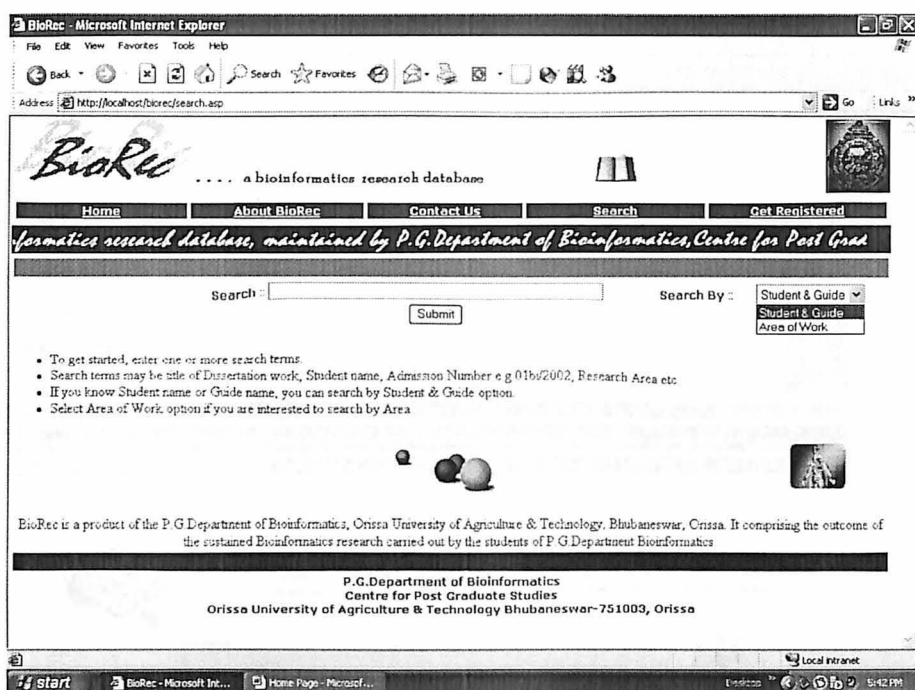 BioRec - Microsoft Internet Explorer
File Edit View Favorites Tools Help
Back Search Favorites
Address http://localhost/biorec/search.asp Go Links »
BioRec .... a bioinformatics research database
Home About BioRec Contact Us Search Get Registered
formatics research database, maintained by P.G.Department of Bioinformatics,Centre for Post Grad
Search :: Search By :: Student & Guide
Submit Student & Guide
Area of Work
• To get started, enter one or more search terms.
• Search terms may be title of Dissertation work, Student name, Admission Number e.g 01bi/2002, Research Area etc
• If you know Student name or Guide name, you can search by Student & Guide option.
• Select Area of Work option if you are interested to search by Area
BioRec is a product of the P.G.Department of Bioinformatics, Orissa University of Agriculture & Technology, Bhubaneswar, Orissa. It comprising the outcome of
the sustained Bioinformatics research carried out by the students of P.G.Department Bioinformatics
P.G.Department of Bioinformatics
Centre for Post Graduate Studies
Orissa University of Agriculture & Technology Bhubaneswar-751003, Orissa
Local intranet
start BioRec - Microsoft Int... Home Page - Microsof... Desktop » 5:42 PM